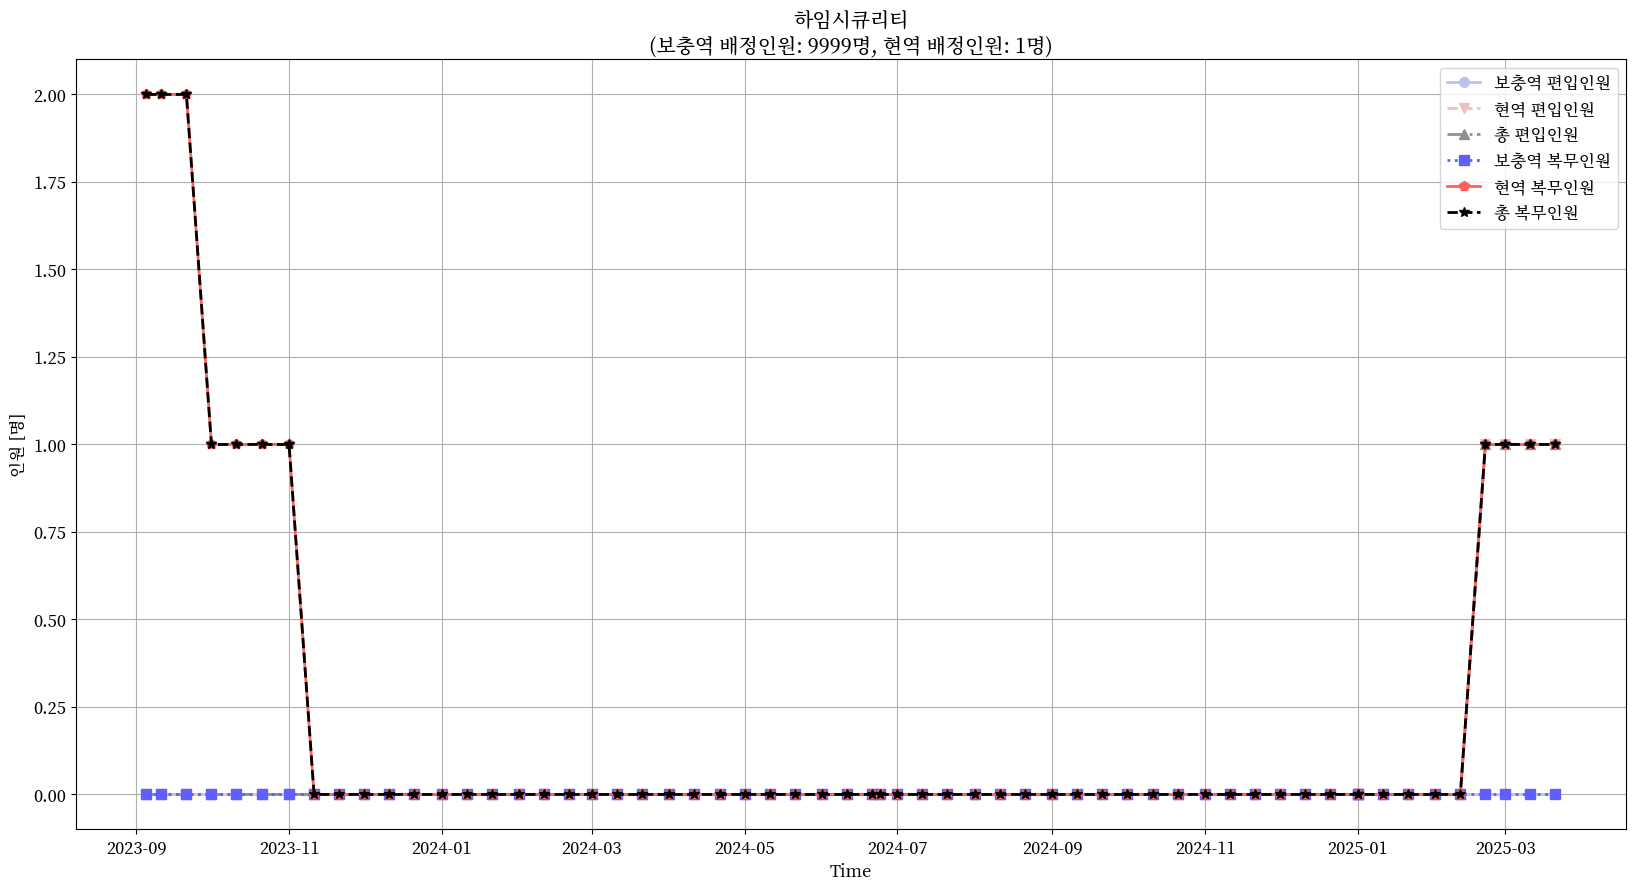 하임시큐리티
(보충역 배정인원: 9999명, 현역 배정인원: 1명)
보충역 편입인원
현역 편입인원
총 편입인원
보충역 복무인원
현역 복무인원
총 복무인원
인원 [명]
2.00
1.75
1.50
1.25
1.00
0.75
0.50
0.25
0.00
2023-09 2023-11 2024-01 2024-03 2024-05 2024-07 2024-09 2024-11 2025-01 2025-03
Time